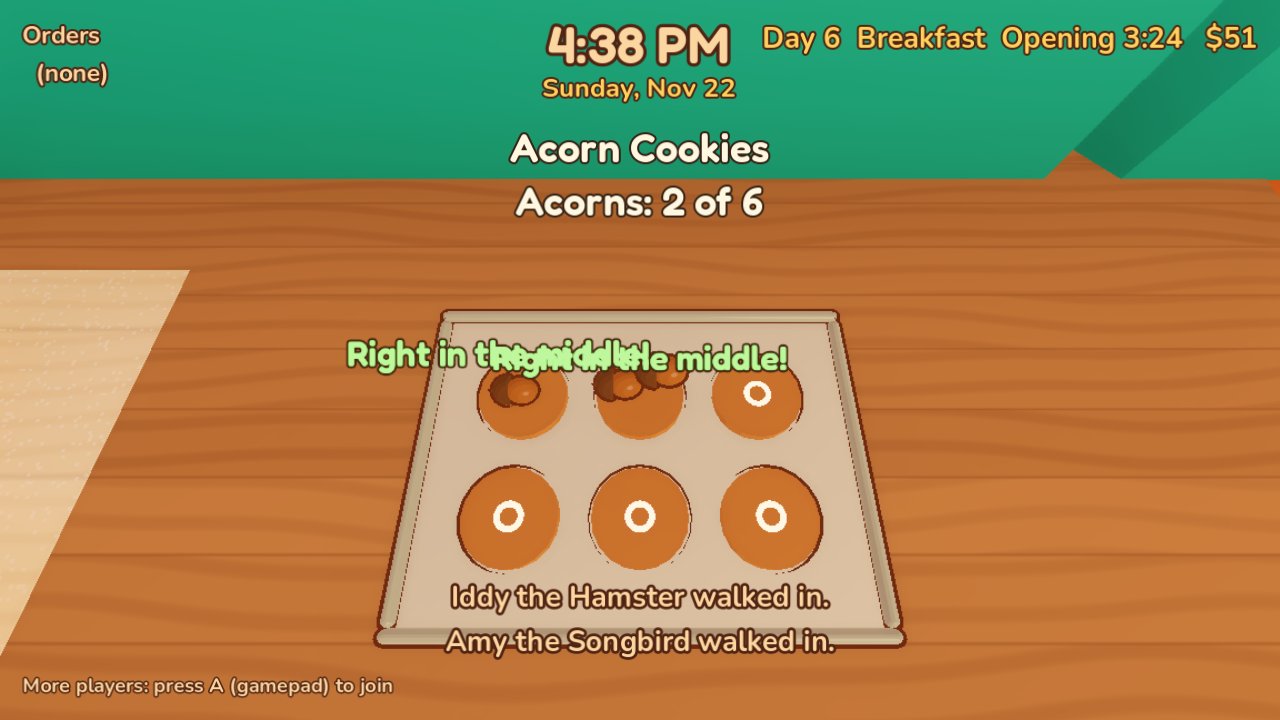 Orders
(none)
4:38 PM
Sunday, Nov 22
Day 6 Breakfast Opening 3:24 $51
Acorn Cookies
Acorns: 2 of 6
Right in the middle!
Right in the middle!
Iddy the Hamster walked in.
Amy the Songbird walked in.
More players: press A (gamepad) to join